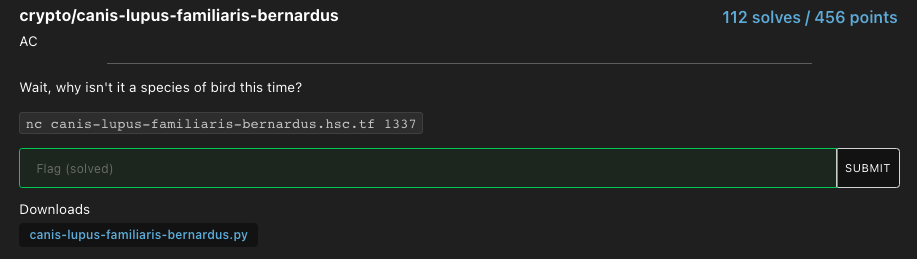 crypto/canis-lupus-familiaris-bernardus
112 solves / 456 points
AC
Wait, why isn't it a species of bird this time?
nc canis-lupus-familiaris-bernardus.hsc.tf 1337
Flag (solved)
SUBMIT
Downloads
canis-lupus-familiaris-bernardus.py